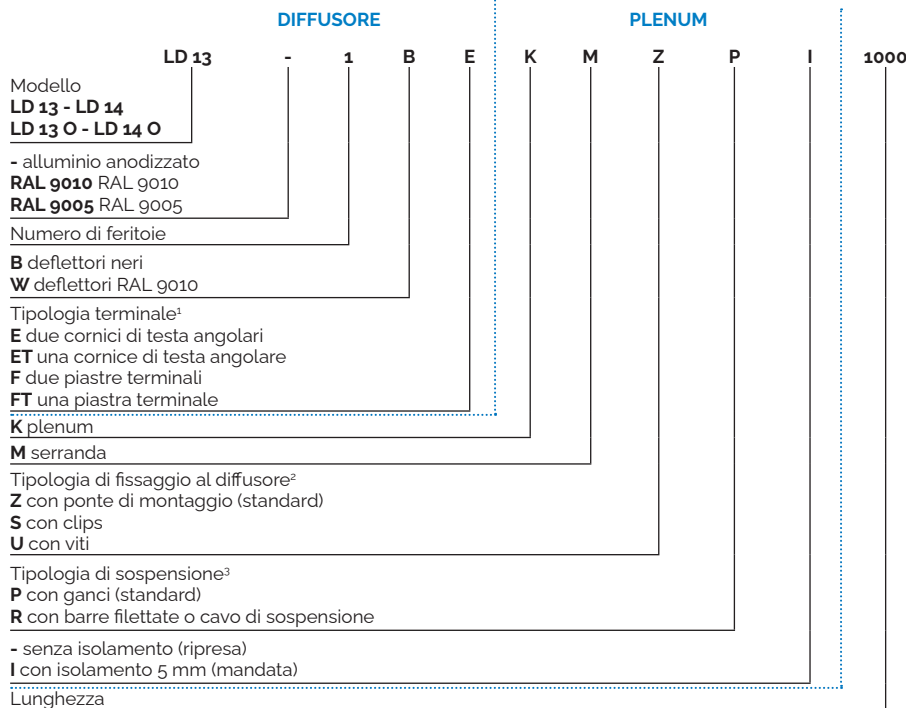 DIFFUSORE PLENUM
LD 13 - 1 B E K M Z P I 1000
Modello
LD 13 - LD 14
LD 13 O - LD 14 O
- alluminio anodizzato
RAL 9010 RAL 9010
RAL 9005 RAL 9005
Numero di feritoie
B deflettori neri
W deflettori RAL 9010
Tipologia terminale¹
E due cornici di testa angolari
ET una cornice di testa angolare
F due piastre terminali
FT una piastra terminale
K plenum
M serranda
Tipologia di fissaggio al diffusore²
Z con ponte di montaggio (standard)
S con clips
U con viti
Tipologia di sospensione³
P con ganci (standard)
R con barre filettate o cavo di sospensione
- senza isolamento (ripresa)
I con isolamento 5 mm (mandata)
Lunghezza